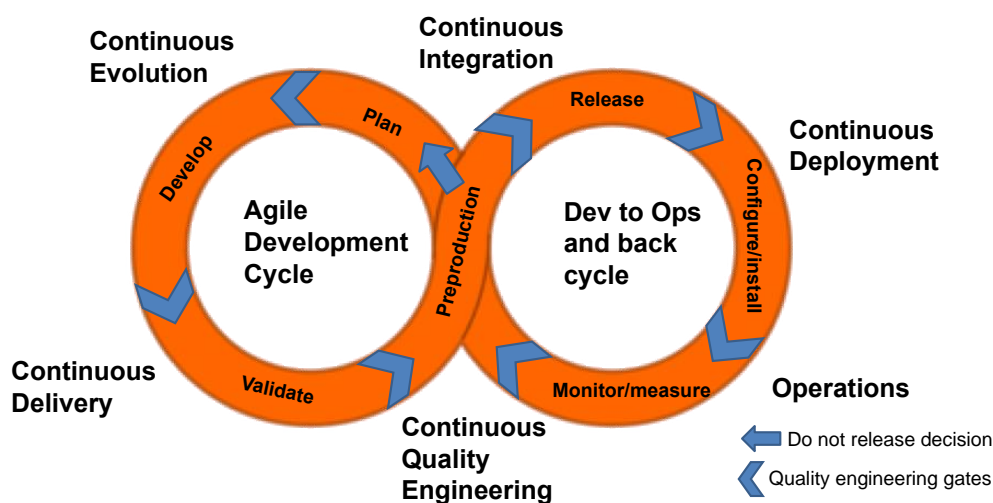 Continuous
Evolution
Continuous
Integration
Plan
Release
Develop
Continuous
Deployment
Agile
Development
Cycle
Preproduction
Dev to Ops
and back
cycle
Configure/install
Continuous
Delivery
Validate
Continuous
Quality
Engineering
Monitor/measure
Operations
Do not release decision
Quality engineering gates